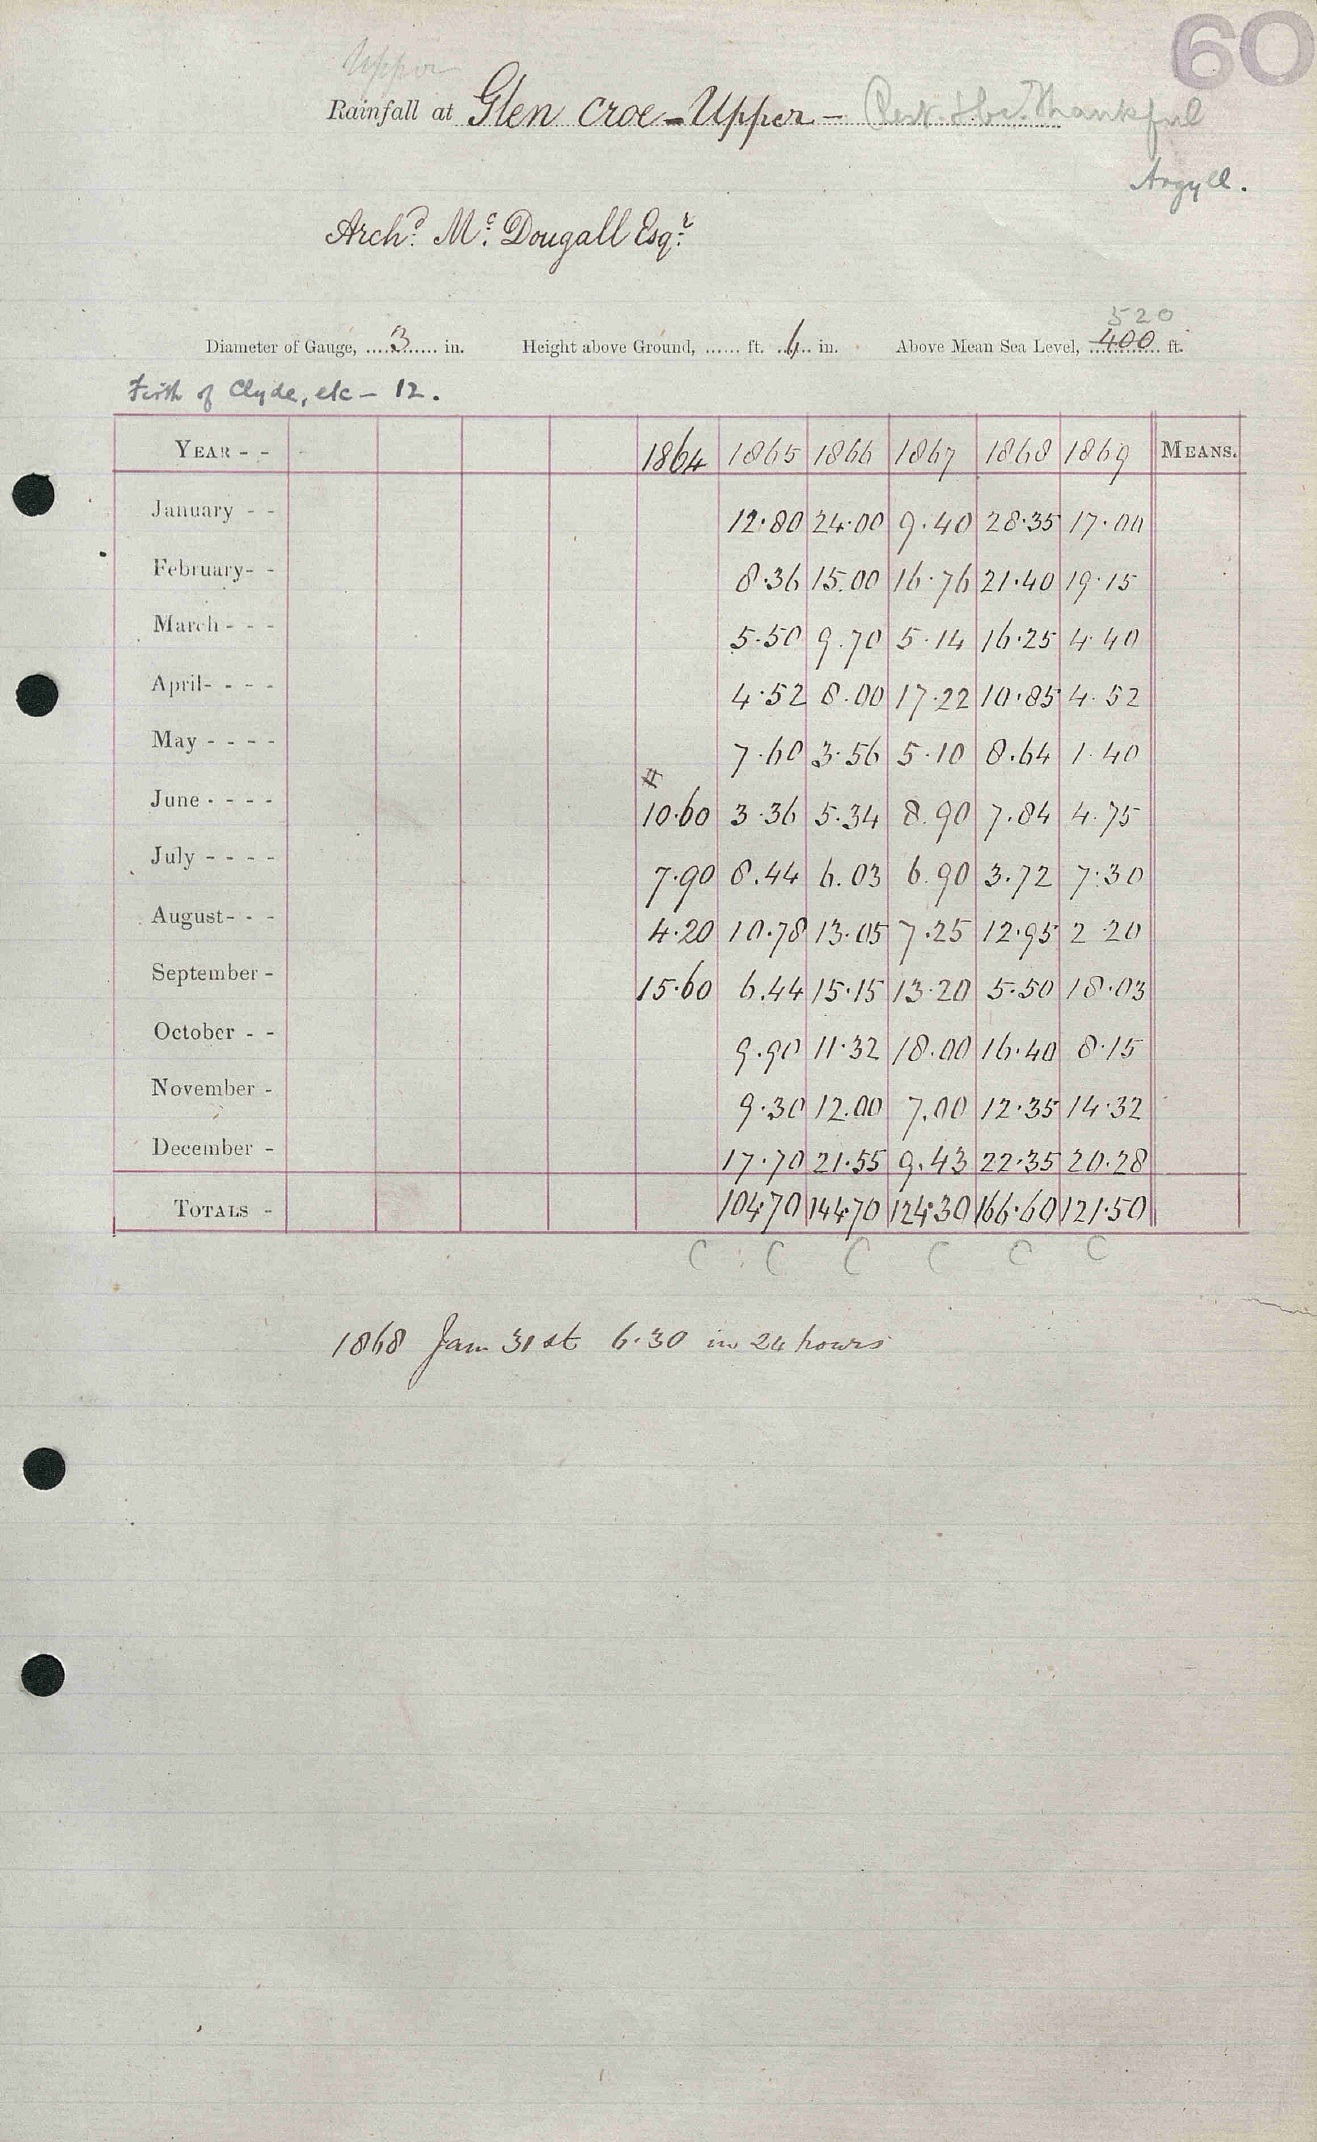 60
Upper
Rainfall at Glen Croe - Upper - Rest & be Thankful
Argyll.
Archd. Mc. Dougall Esqr.
520
Diameter of Gauge, ....3...... in. Height above Ground, ...... ft. ..6.. in. Above Mean Sea Level, ...400... ft.
Firth of Clyde, etc - 12.
YEAR - - 1864 1865 1866 1867 1868 1869 MEANS.
January - - 12.80 24.00 9.40 28.35 17.00
February- - 8.36 15.00 16.76 21.40 19.15
March - - - 5.50 9.70 5.14 16.25 4.40
April- - - - 4.52 8.00 17.22 10.85 4.52
May - - - - 7.60 3.56 5.10 8.64 1.40
#
June - - - - 10.60 3.36 5.34 8.90 7.84 4.75
July - - - - 7.90 8.44 6.03 6.90 3.72 7.30
August- - - 4.20 10.78 13.05 7.25 12.95 2.20
September - 15.60 6.44 15.15 13.20 5.50 18.03
October - - 9.90 11.32 18.00 16.40 8.15
November - 9.30 12.00 7.00 12.35 14.32
December - 17.70 21.55 9.43 22.35 20.28
TOTALS - 104.70 144.70 124.30 166.60 121.50
C C C C C C
1868 Jan 31st 6.30 in 24 hours